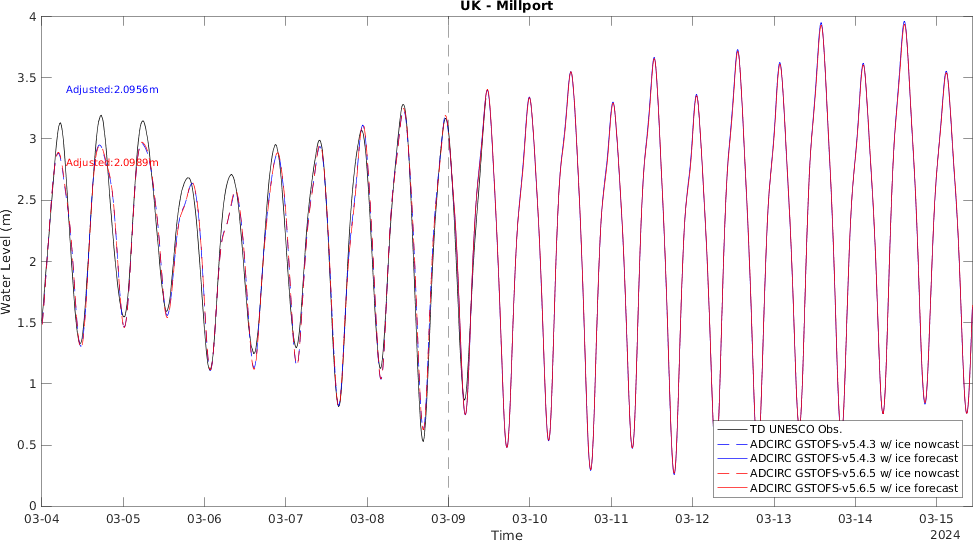 UK - Millport
Adjusted:2.0956m
Adjusted:2.0989m
Water Level (m)
4
3.5
3
2.5
2
1.5
1
0.5
0
TD UNESCO Obs.
ADCIRC GSTOFS-v5.4.3 w/ ice nowcast
ADCIRC GSTOFS-v5.4.3 w/ ice forecast
ADCIRC GSTOFS-v5.6.5 w/ ice nowcast
ADCIRC GSTOFS-v5.6.5 w/ ice forecast
03-04 03-05 03-06 03-07 03-08 03-09 03-10 03-11 03-12 03-13 03-14 03-15
Time
2024